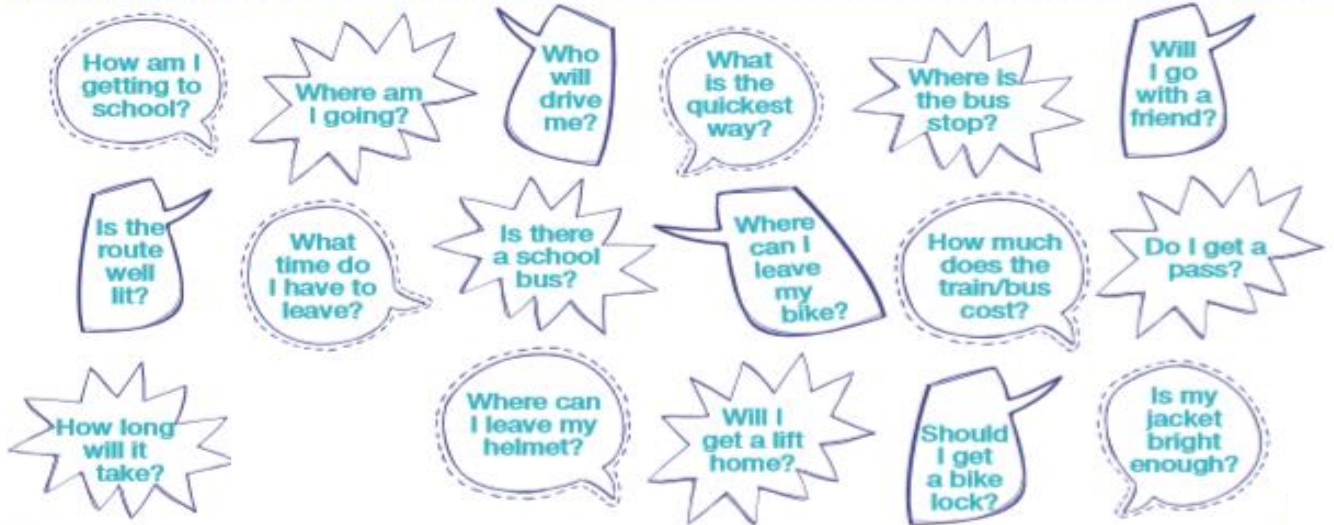 How am I
getting to
school?
Where am
I going?
Who
will
drive
me?
What
is the
quickest
way?
Where is
the bus
stop?
Will
I go
with a
friend?
Is the
route
well
lit?
What
time do
I have to
leave?
Is there
a school
bus?
Where
can I
leave
my
bike?
How much
does the
train/bus
cost?
Do I get a
pass?
How long
will it
take?
Where can
I leave my
helmet?
Will I
get a lift
home?
Should
I get
a bike
lock?
Is my
jacket
bright
enough?